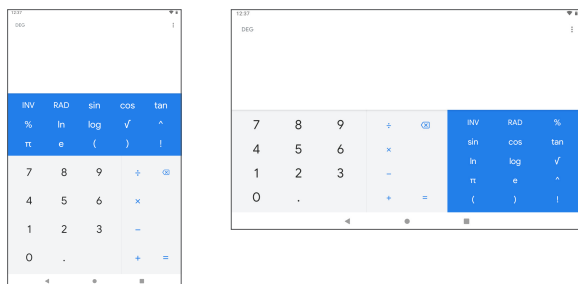 12:37
DEG
INV RAD sin cos tan
% ln log √ ^
π e ( ) !
7 8 9 ÷
4 5 6 ×
1 2 3 −
0 . + =
12:37
DEG
7 8 9 ÷
4 5 6 ×
1 2 3 −
0 . + =
INV RAD %
sin cos tan
ln log √
π e ^
( ) !